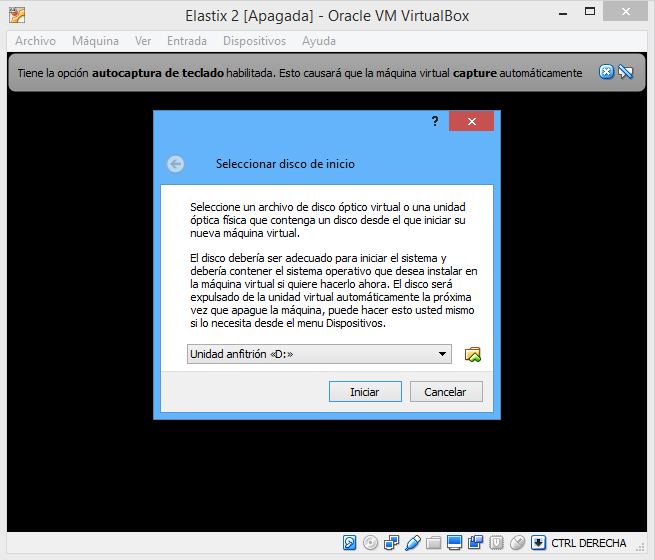 Elastix 2 [Apagada] - Oracle VM VirtualBox
Archivo Máquina Ver Entrada Dispositivos Ayuda
Tiene la opción autocaptura de teclado habilitada. Esto causará que la máquina virtual capture automáticamente
?
Seleccionar disco de inicio
Seleccione un archivo de disco óptico virtual o una unidad
óptica física que contenga un disco desde el que iniciar su
nueva máquina virtual.
El disco debería ser adecuado para iniciar el sistema y
debería contener el sistema operativo que desea instalar en
la máquina virtual si quiere hacerlo ahora. El disco será
expulsado de la unidad virtual automáticamente la próxima
vez que apague la máquina, puede hacer esto usted mismo
si lo necesita desde el menu Dispositivos.
Unidad anfitrión «D:»
Iniciar Cancelar
CTRL DERECHA